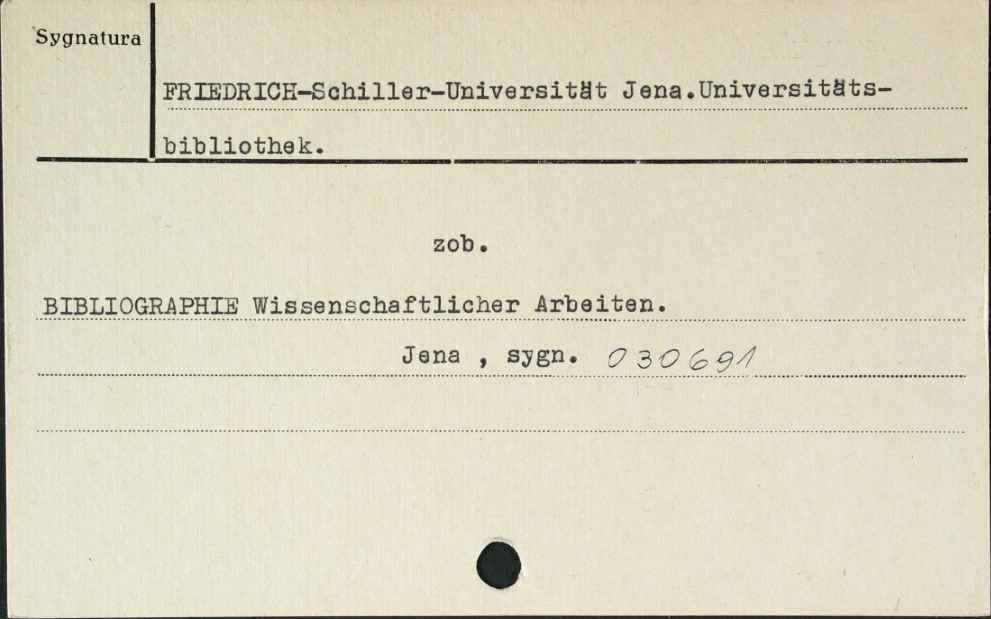 Sygnatura
FRIEDRICH-Schiller-Universität Jena.Universitäts-
bibliothek.
zob.
BIBLIOGRAPHIE Wissenschaftlicher Arbeiten.
Jena , sygn. 030691